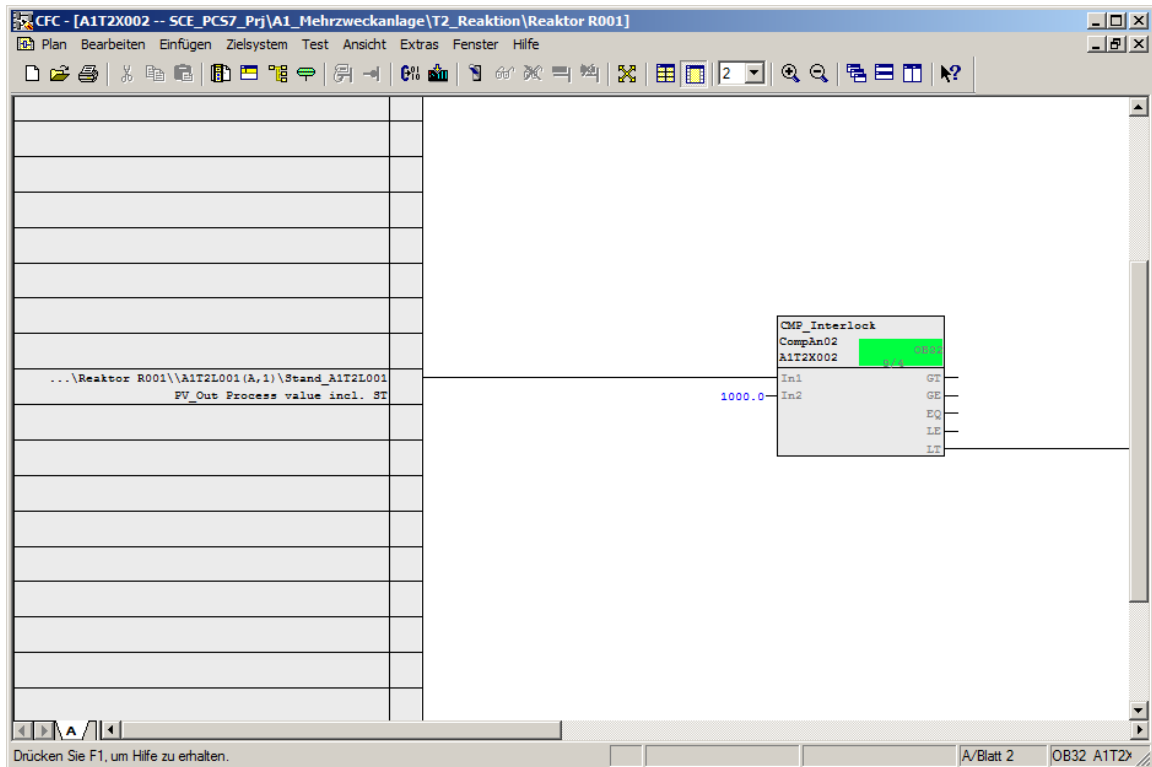 CFC - [A1T2X002 -- SCE_PCS7_Prj\A1_Mehrzweckanlage\T2_Reaktion\Reaktor R001]
Plan Bearbeiten Einfügen Zielsystem Test Ansicht Extras Fenster Hilfe
2
CMP_Interlock
CompAn02
OB32
A1T2X002
...\Reaktor R001\\A1T2L001(A,1)\Stand_A1T2L001
In1 GT
PV_Out Process value incl. ST
1000.0 In2 GE
EQ
LE
LT
A
Drücken Sie F1, um Hilfe zu erhalten.
A/Blatt 2
OB32 A1T2X